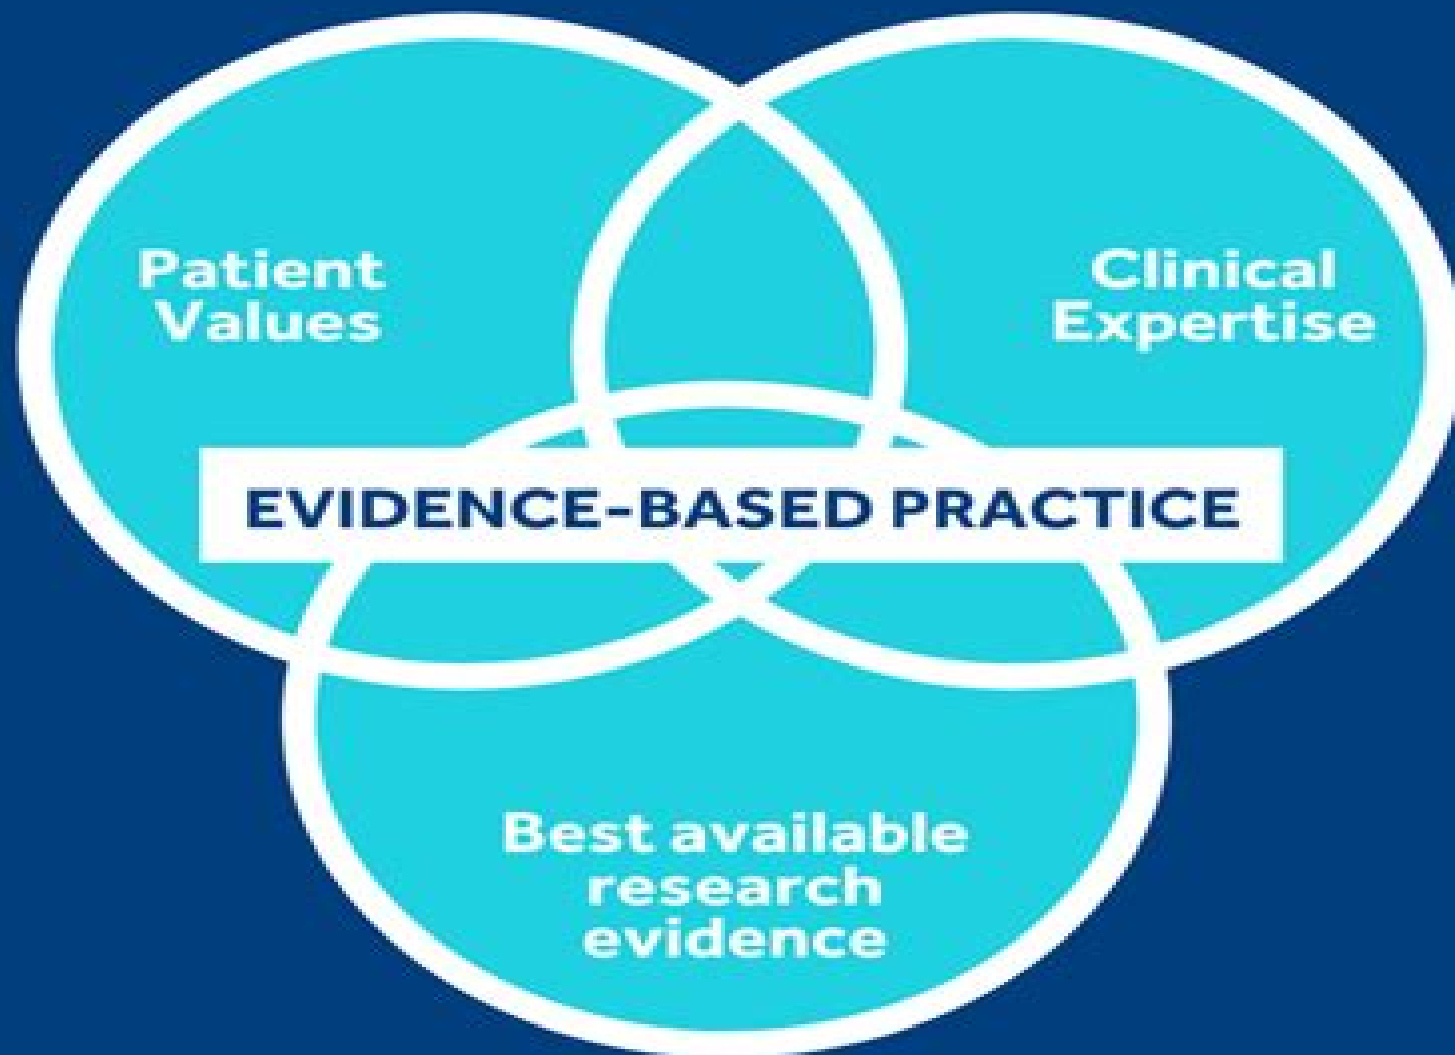 Patient
Values
Clinical
Expertise
EVIDENCE-BASED PRACTICE
Best available
research
evidence